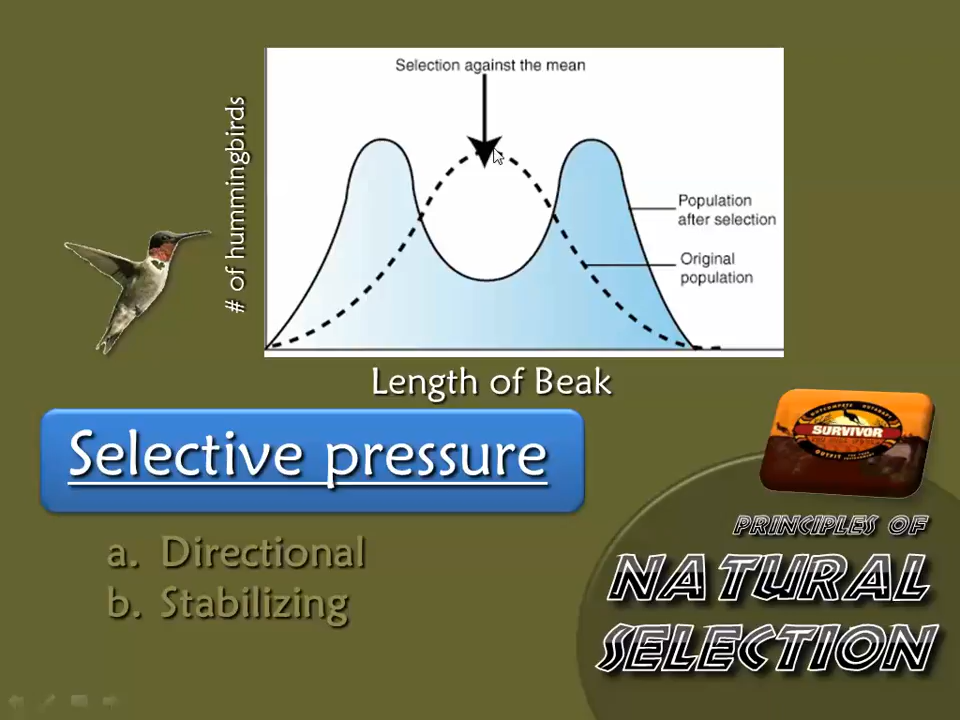 Selection against the mean
# of hummingbirds
Population
after selection
Original
population
Length of Beak
Selective pressure
a. Directional
b. Stabilizing
SURVIVOR
PRINCIPLES OF
NATURAL
SELECTION